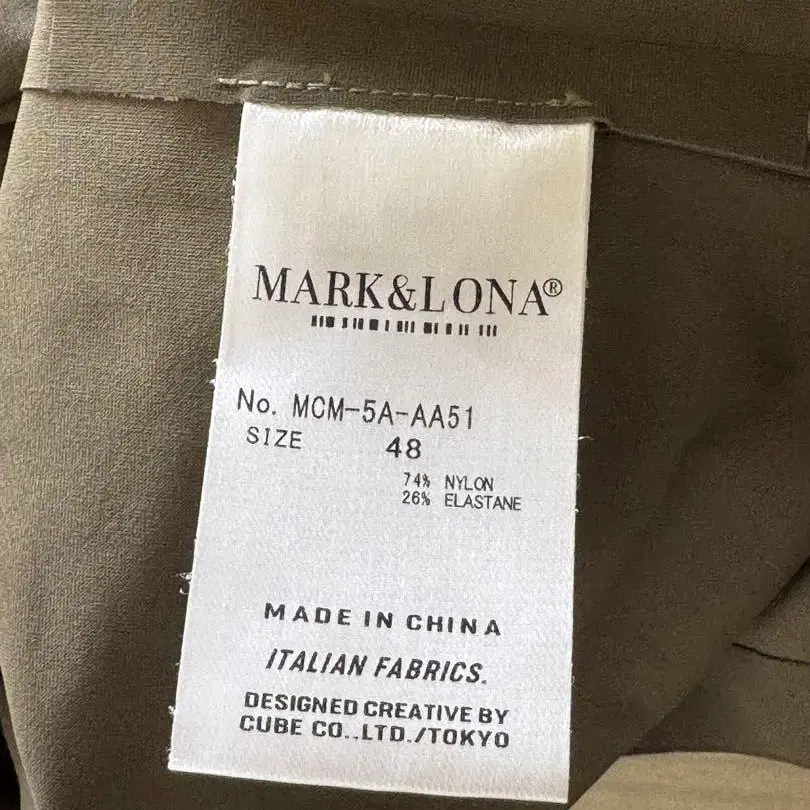 MARK&LONA®
No. MCM-5A-AA51
SIZE 48
74% NYLON
26% ELASTANE
MADE IN CHINA
ITALIAN FABRICS.
DESIGNED CREATIVE BY
CUBE CO.,LTD./TOKYO